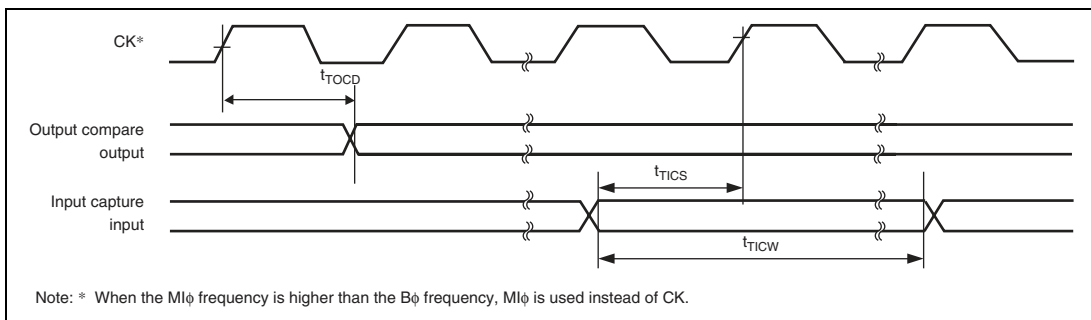 CK*
tTOCD
Output compare
output
tTICS
Input capture
input
tTICW
Note: * When the MIϕ frequency is higher than the Bϕ frequency, MIϕ is used instead of CK.